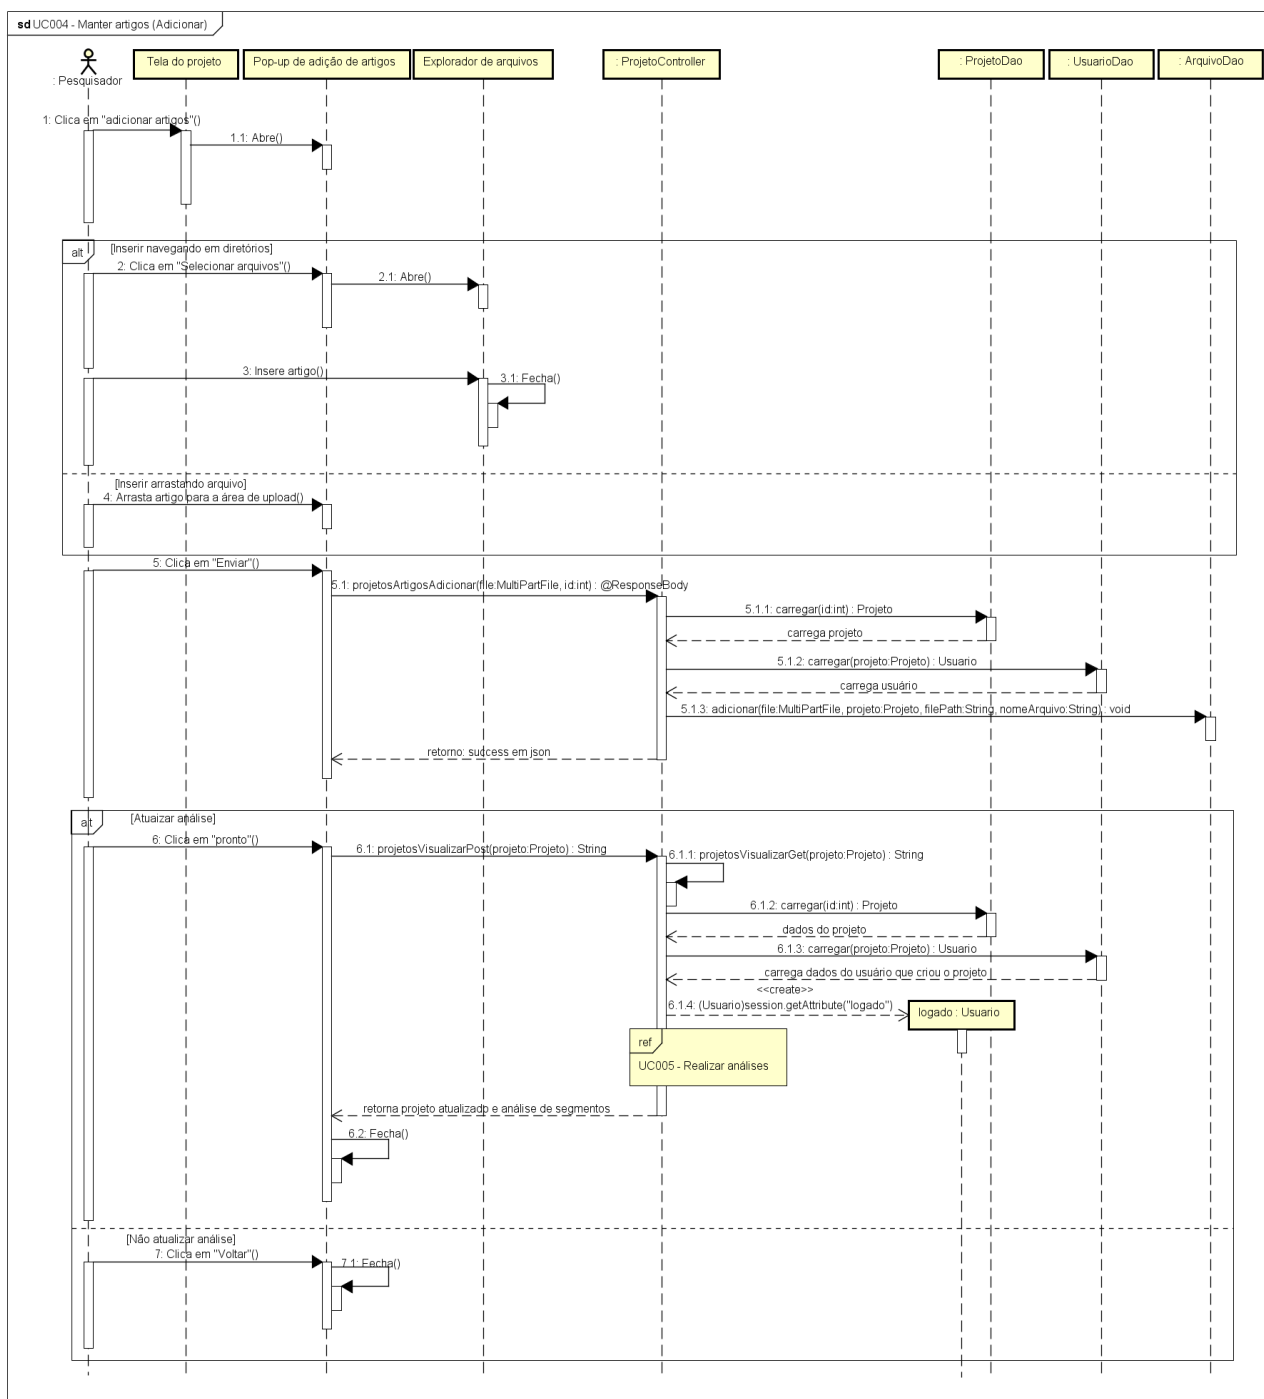 sd UC004 - Manter artigos (Adicionar)
: Pesquisador
Tela do projeto
Pop-up de adição de artigos
Explorador de arquivos
: ProjetoController
: ProjetoDao
: UsuarioDao
: ArquivoDao
1: Clica em "adicionar artigos"()
1.1: Abre()
alt
[Inserir navegando em diretórios]
2: Clica em "Selecionar arquivos"()
2.1: Abre()
3: Insere artigo()
3.1: Fecha()
[Inserir arrastando arquivo]
4: Arrasta artigo para a área de upload()
5: Clica em "Enviar"()
5.1: projetosArtigosAdicionar(file:MultiPartFile, id:int) : @ResponseBody
5.1.1: carregar(id:int) : Projeto
carrega projeto
5.1.2: carregar(projeto:Projeto) : Usuario
carrega usuário
5.1.3: adicionar(file:MultiPartFile, projeto:Projeto, filePath:String, nomeArquivo:String) : void
retorno: success em json
alt
[Atuaizar análise]
6: Clica em "pronto"()
6.1: projetosVisualizarPost(projeto:Projeto) : String
6.1.1: projetosVisualizarGet(projeto:Projeto) : String
6.1.2: carregar(id:int) : Projeto
dados do projeto
6.1.3: carregar(projeto:Projeto) : Usuario
carrega dados do usuário que criou o projeto
<<create>>
6.1.4: (Usuario)session.getAttribute("logado")
logado : Usuario
ref
UC005 - Realizar análises
retorna projeto atualizado e análise de segmentos
6.2: Fecha()
[Não atualizar análise]
7: Clica em "Voltar"()
7.1: Fecha()